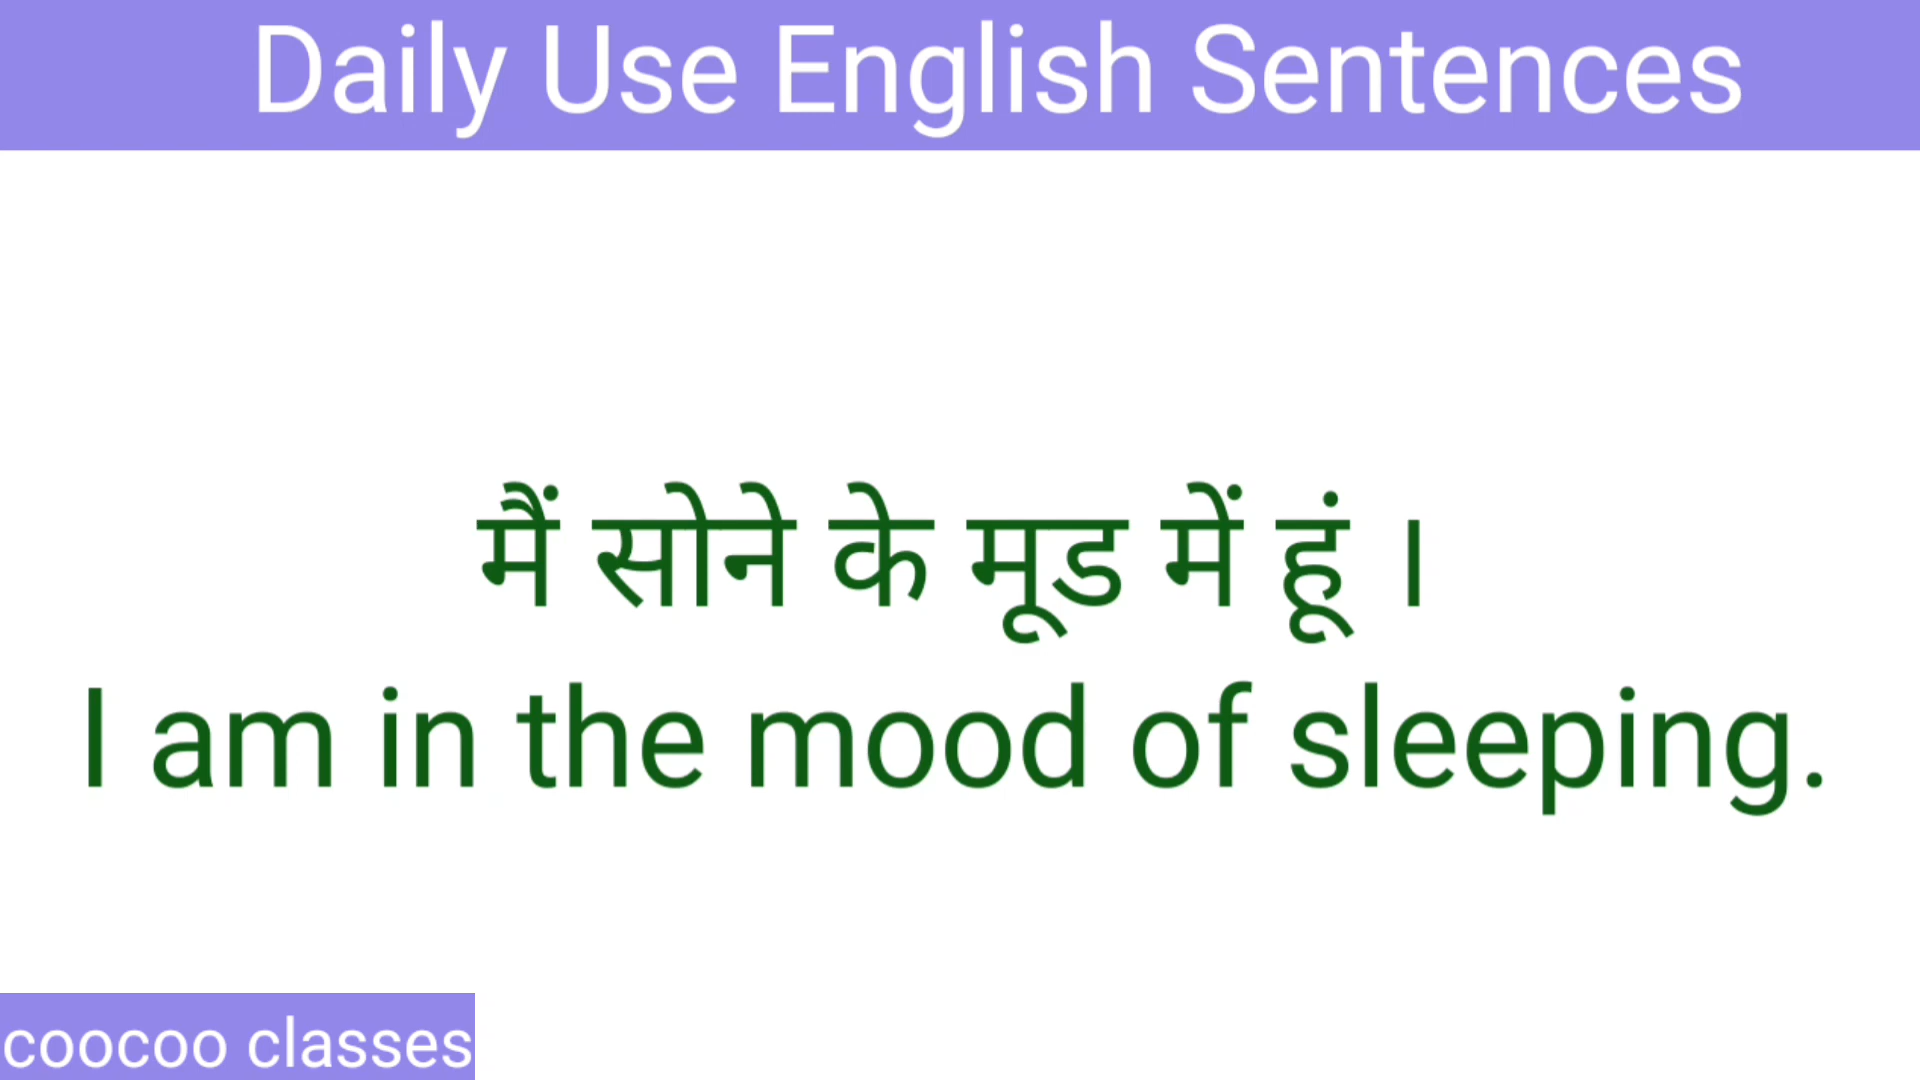 Daily Use English Sentences
मैं सोने के मूड में हूं ।
I am in the mood of sleeping.
coocoo classes